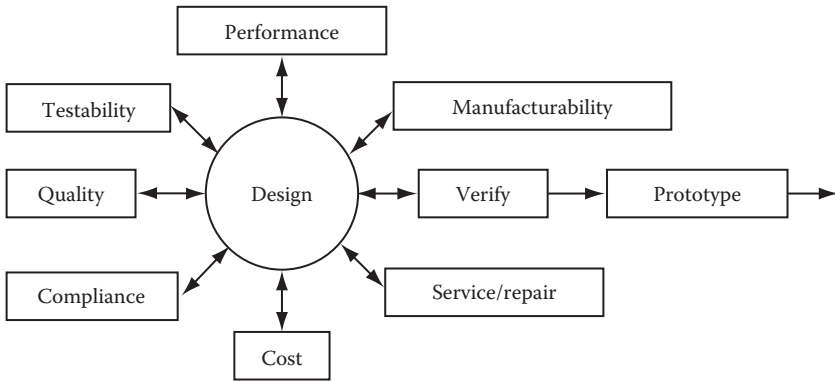 Performance
Testability
Manufacturability
Quality
Design
Verify
Prototype
Compliance
Service/repair
Cost